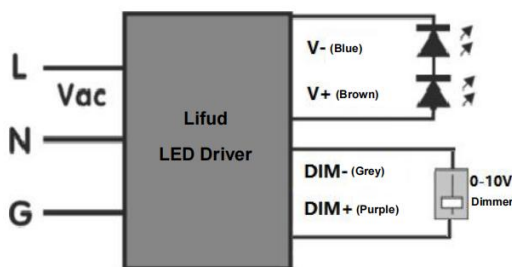 L
Vac
N
G
Lifud
LED Driver
V- (Blue)
V+ (Brown)
DIM- (Grey)
DIM+ (Purple)
0-10V
Dimmer